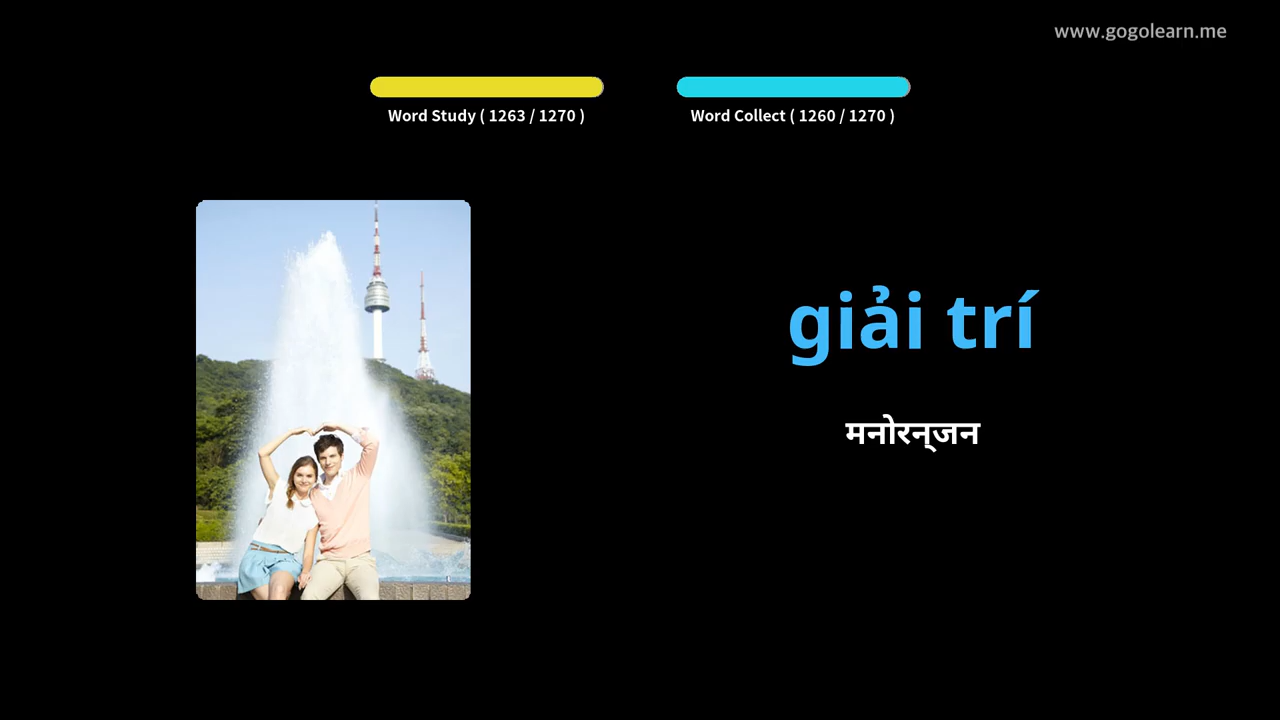 www.gogolearn.me
Word Study ( 1263 / 1270 )
Word Collect ( 1260 / 1270 )
giải trí
मनोरन्‌जन